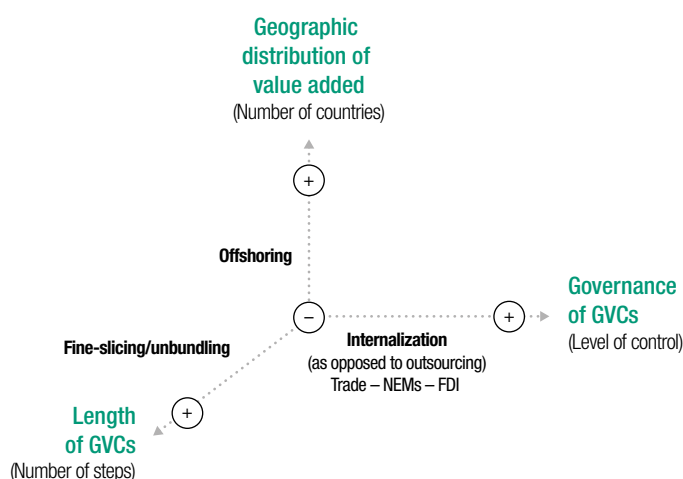 Geographic
distribution of
value added
(Number of countries)
+
Offshoring
–
+
Governance
of GVCs
(Level of control)
Internalization
(as opposed to outsourcing)
Trade – NEMs – FDI
Fine-slicing/unbundling
+
Length
of GVCs
(Number of steps)